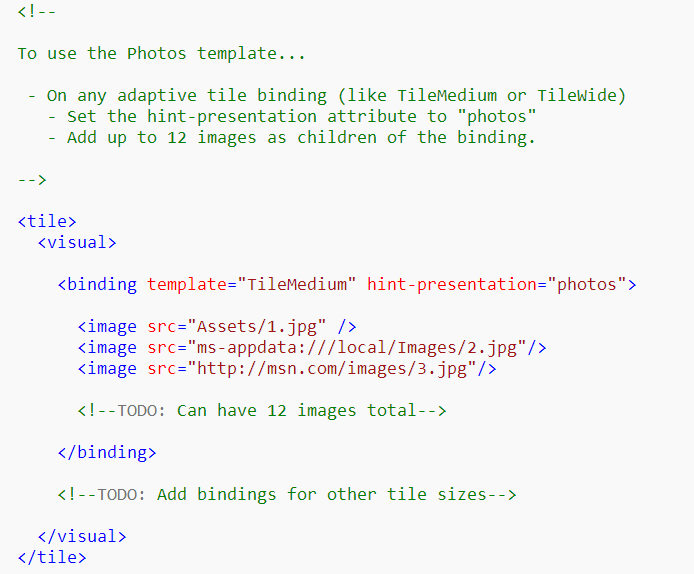 <!--
To use the Photos template...
- On any adaptive tile binding (like TileMedium or TileWide)
- Set the hint-presentation attribute to "photos"
- Add up to 12 images as children of the binding.
-->
<tile>
<visual>
<binding template="TileMedium" hint-presentation="photos">
<image src="Assets/1.jpg" />
<image src="ms-appdata:///local/Images/2.jpg"/>
<image src="http://msn.com/images/3.jpg"/>
<!--TODO: Can have 12 images total-->
</binding>
<!--TODO: Add bindings for other tile sizes-->
</visual>
</tile>